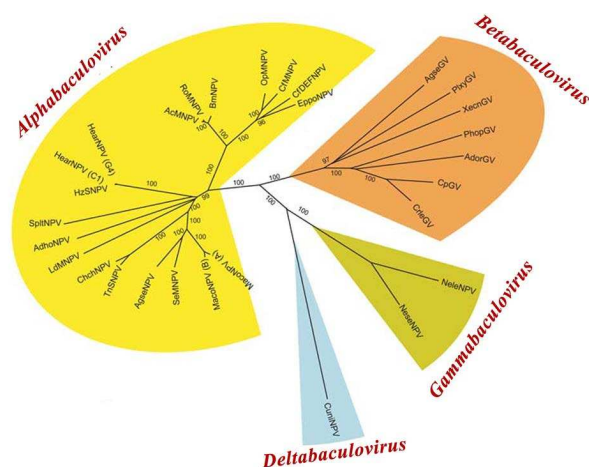 Alphabaculovirus
Betabaculovirus
Gammabaculovirus
Deltabaculovirus
OpMNPV
CfMNPV
CfDEFNPV
EppoNPV
BmNPV
RoMNPV
AcMNPV
HearNPV (G4)
HearNPV (C1)
HzSNPV
SpltNPV
AdhoNPV
LdMNPV
ChchNPV
TnSNPV
AgseNPV
SeMNPV
MacoNPV (B)
MacoNPV (A)
AgseGV
PlxyGV
XecnGV
PhopGV
AdorGV
CpGV
CrleGV
NeleNPV
NeseNPV
CuniNPV
100
100
100
96
100
100
100
99
100
100
100
100
100
100
100
97
100
100
100
100